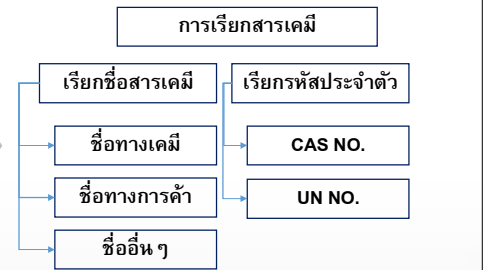 การเรียกสารเคมี
เรียกชื่อสารเคมี
เรียกรหัสประจำตัว
ชื่อทางเคมี
CAS NO.
ชื่อทางการค้า
UN NO.
ชื่ออื่น ๆ